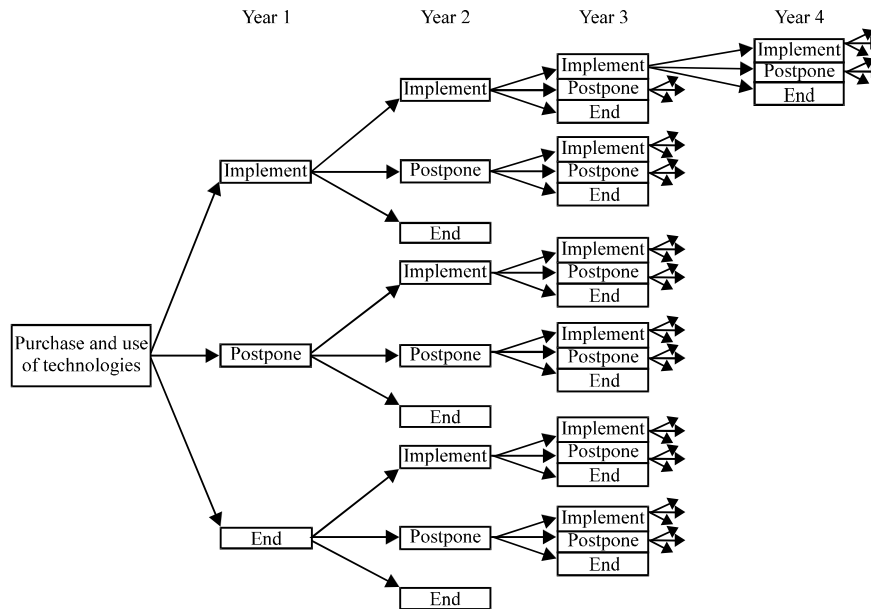 Year 1
Year 2
Year 3
Year 4
Purchase and use
of technologies
Implement
Postpone
End
Implement
Postpone
End
Implement
Postpone
End
Implement
Postpone
End
Implement
Postpone
End
Implement
Postpone
End
Implement
Postpone
End
Implement
Postpone
End
Implement
Postpone
End
Implement
Postpone
End
Implement
Postpone
End